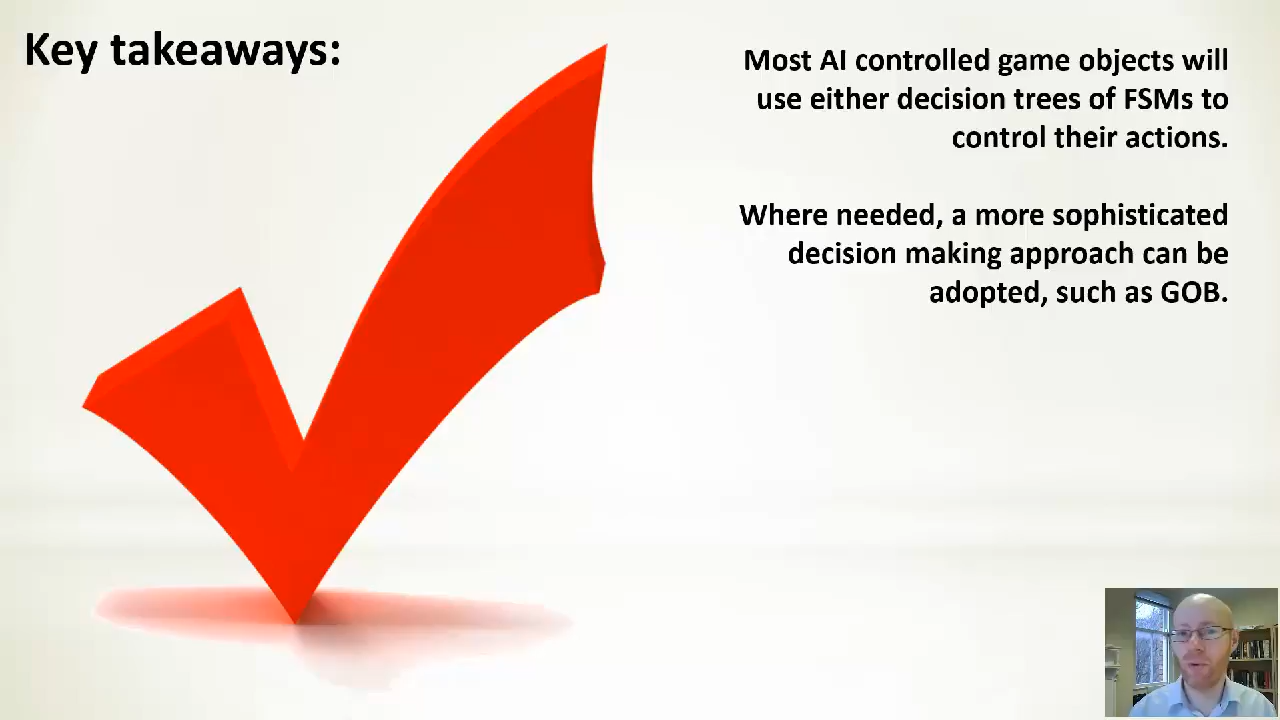 Key takeaways:
Most AI controlled game objects will
use either decision trees of FSMs to
control their actions.
Where needed, a more sophisticated
decision making approach can be
adopted, such as GOB.